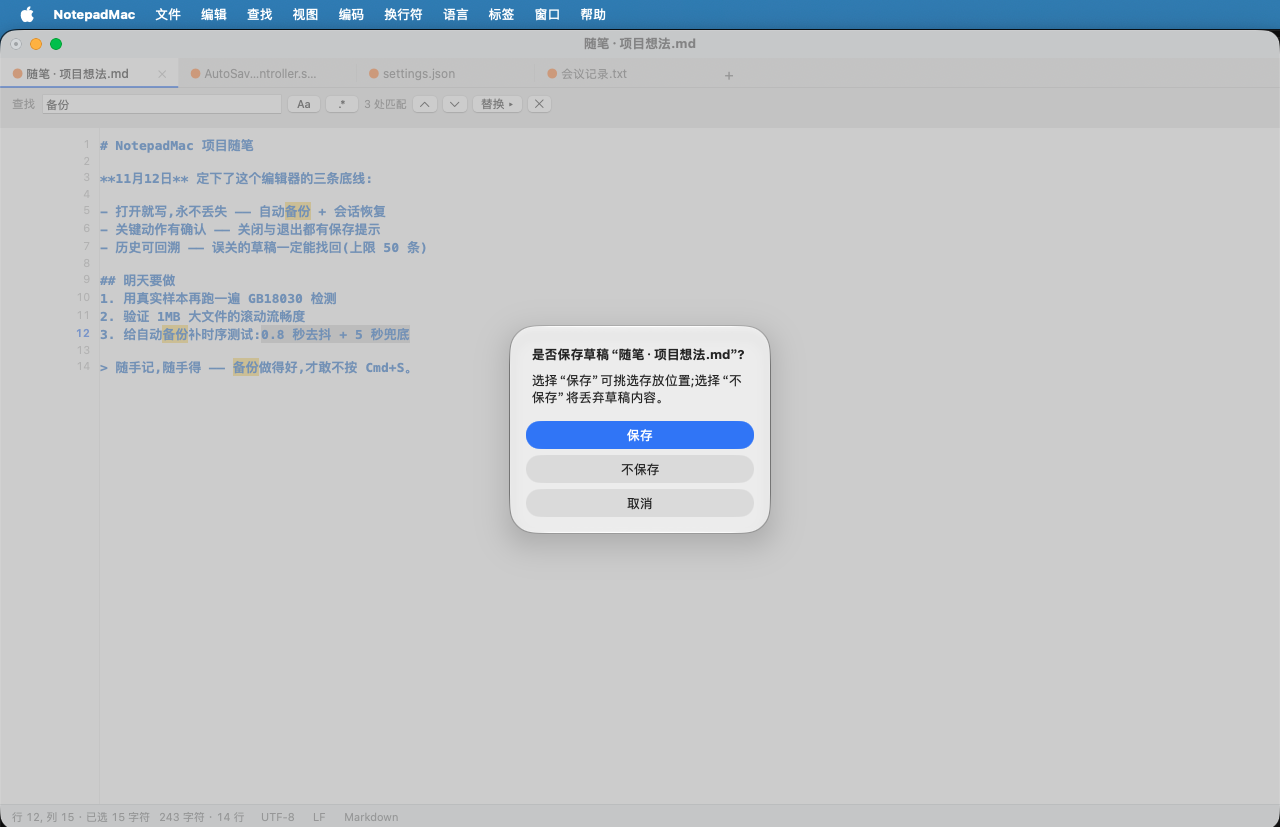 NotepadMac 文件 编辑 查找 视图 编码 换行符 语言 标签 窗口 帮助
随笔 · 项目想法.md
随笔 · 项目想法.md AutoSav...ntroller.s... settings.json 会议记录.txt +
查找 备份 Aa .* 3 处匹配 替换 ▸
1 # NotepadMac 项目随笔
2
3 **11月12日** 定下了这个编辑器的三条底线:
4
5 - 打开就写,永不丢失 —— 自动备份 + 会话恢复
6 - 关键动作有确认 —— 关闭与退出都有保存提示
7 - 历史可回溯 —— 误关的草稿一定能找回(上限 50 条)
8
9 ## 明天要做
10 1. 用真实样本再跑一遍 GB18030 检测
11 2. 验证 1MB 大文件的滚动流畅度
12 3. 给自动备份补时序测试:0.8 秒去抖 + 5 秒兜底
13
14 > 随手记,随手得 —— 备份做得好,才敢不按 Cmd+S。
是否保存草稿 “随笔 · 项目想法.md”?
选择 “保存” 可挑选存放位置;选择 “不
保存” 将丢弃草稿内容。
保存
不保存
取消
行 12, 列 15 · 已选 15 字符 243 字符 · 14 行 UTF-8 LF Markdown